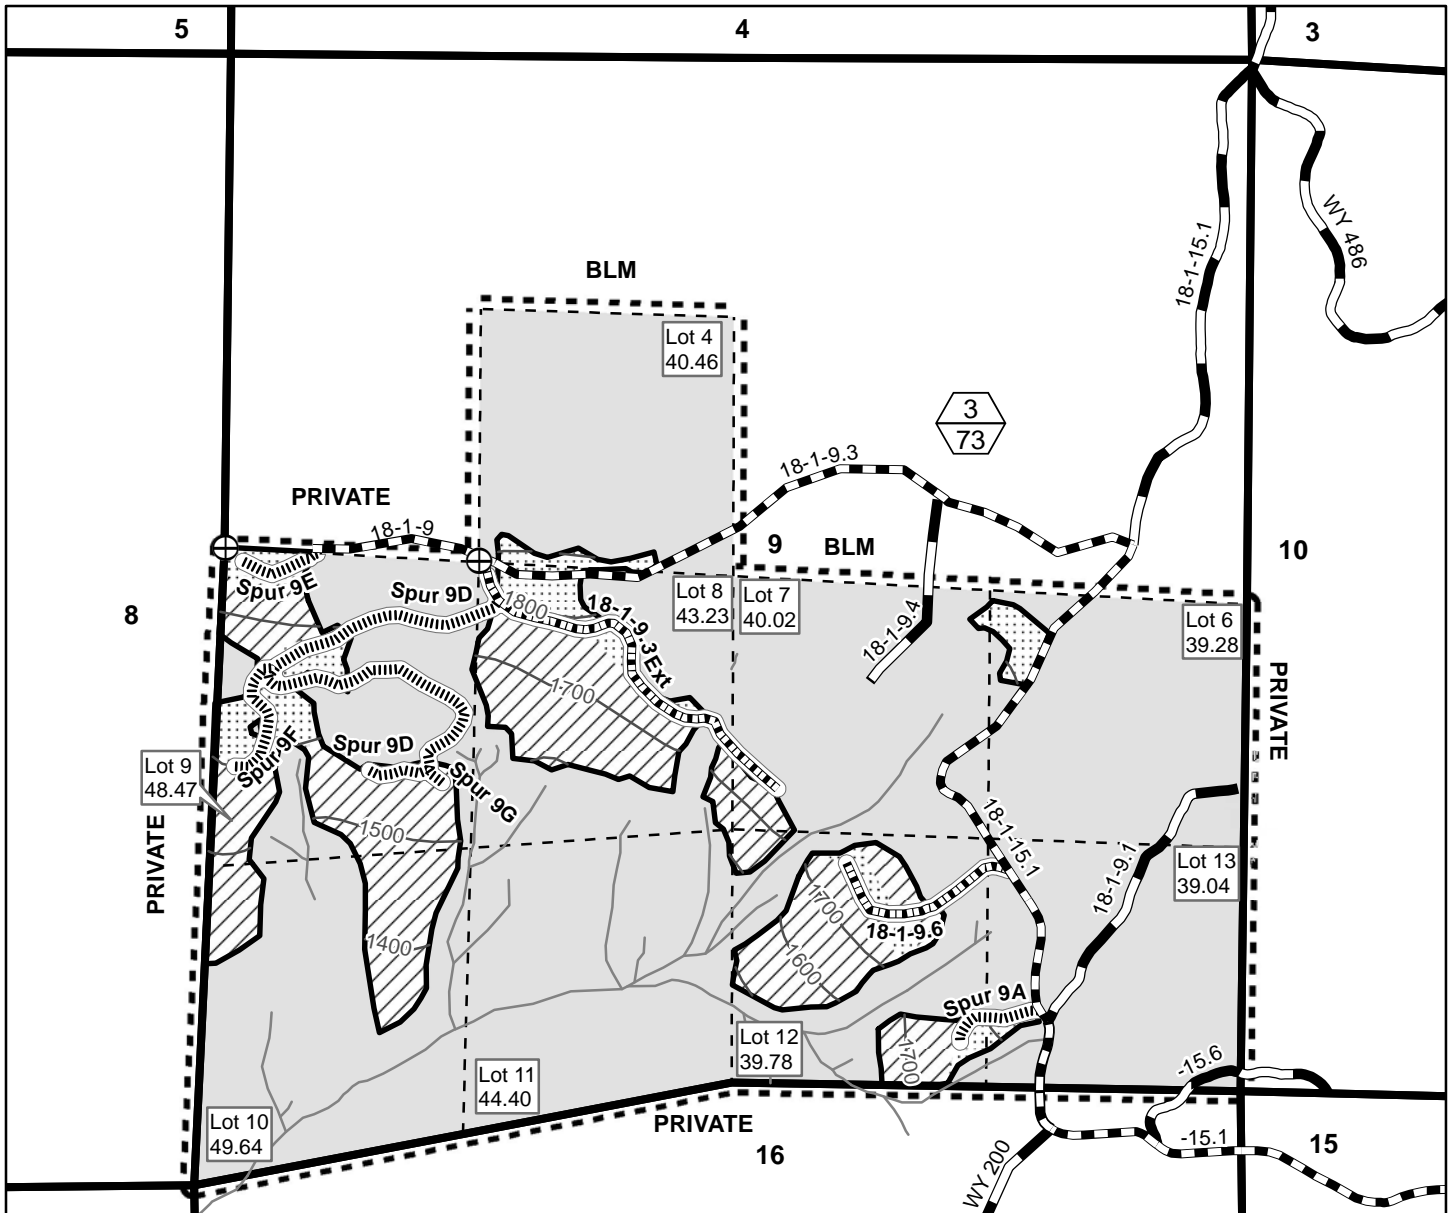 5
4
3
WY 486
18-1-15.1
BLM
Lot 4
40.46
3
73
18-1-9.3
PRIVATE
18-1-9
9
BLM
10
Spur 9E
Spur 9D
1800
18-1-9.3 Ext
Lot 8
43.23
Lot 7
40.02
18-1-9.4
Lot 6
39.28
8
1700
PRIVATE
Spur 9F
Spur 9D
Spur 9G
Lot 9
48.47
PRIVATE
1500
18-1-15.1
18-1-9.1
Lot 13
39.04
1400
1700
18-1-9.6
1600
Spur 9A
Lot 12
39.78
1700
Lot 11
44.40
-15.6
Lot 10
49.64
PRIVATE
16
-15.1
15
WY 200